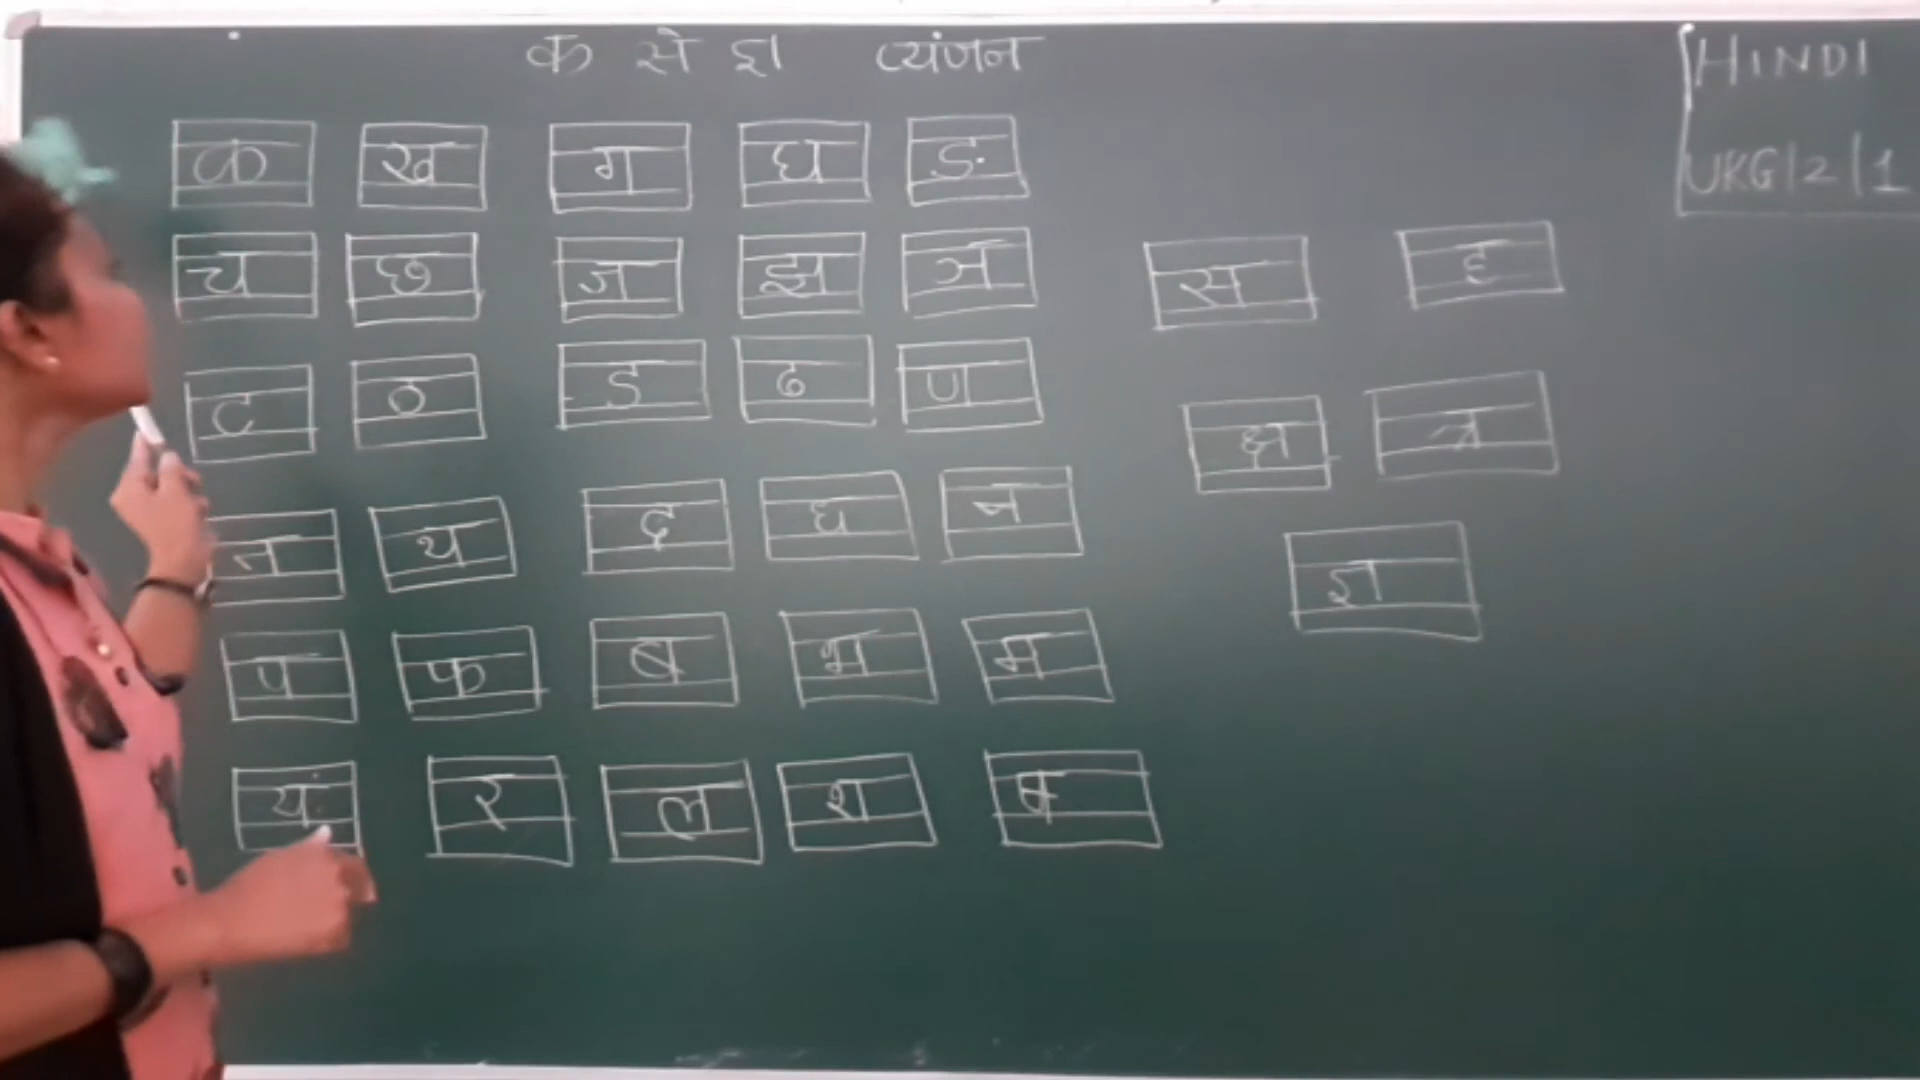 क से ज्ञ व्यंजन
HINDI
UKG/2/1
क ख ग घ ङ
च छ ज झ ञ
ट ठ ड ढ ण
त थ द ध न
प फ ब भ म
य र ल श
स ह
क्ष त्र
ज्ञ